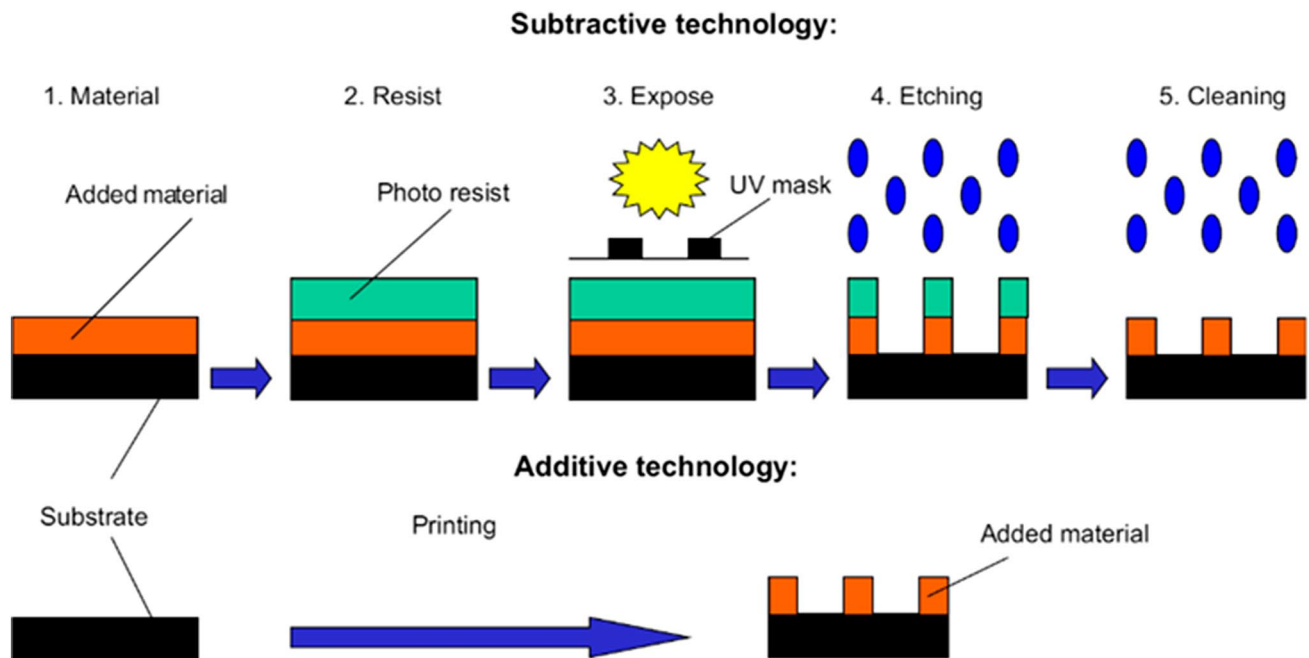 Subtractive technology:
1. Material
2. Resist
3. Expose
4. Etching
5. Cleaning
Added material
Photo resist
UV mask
Additive technology:
Substrate
Printing
Added material